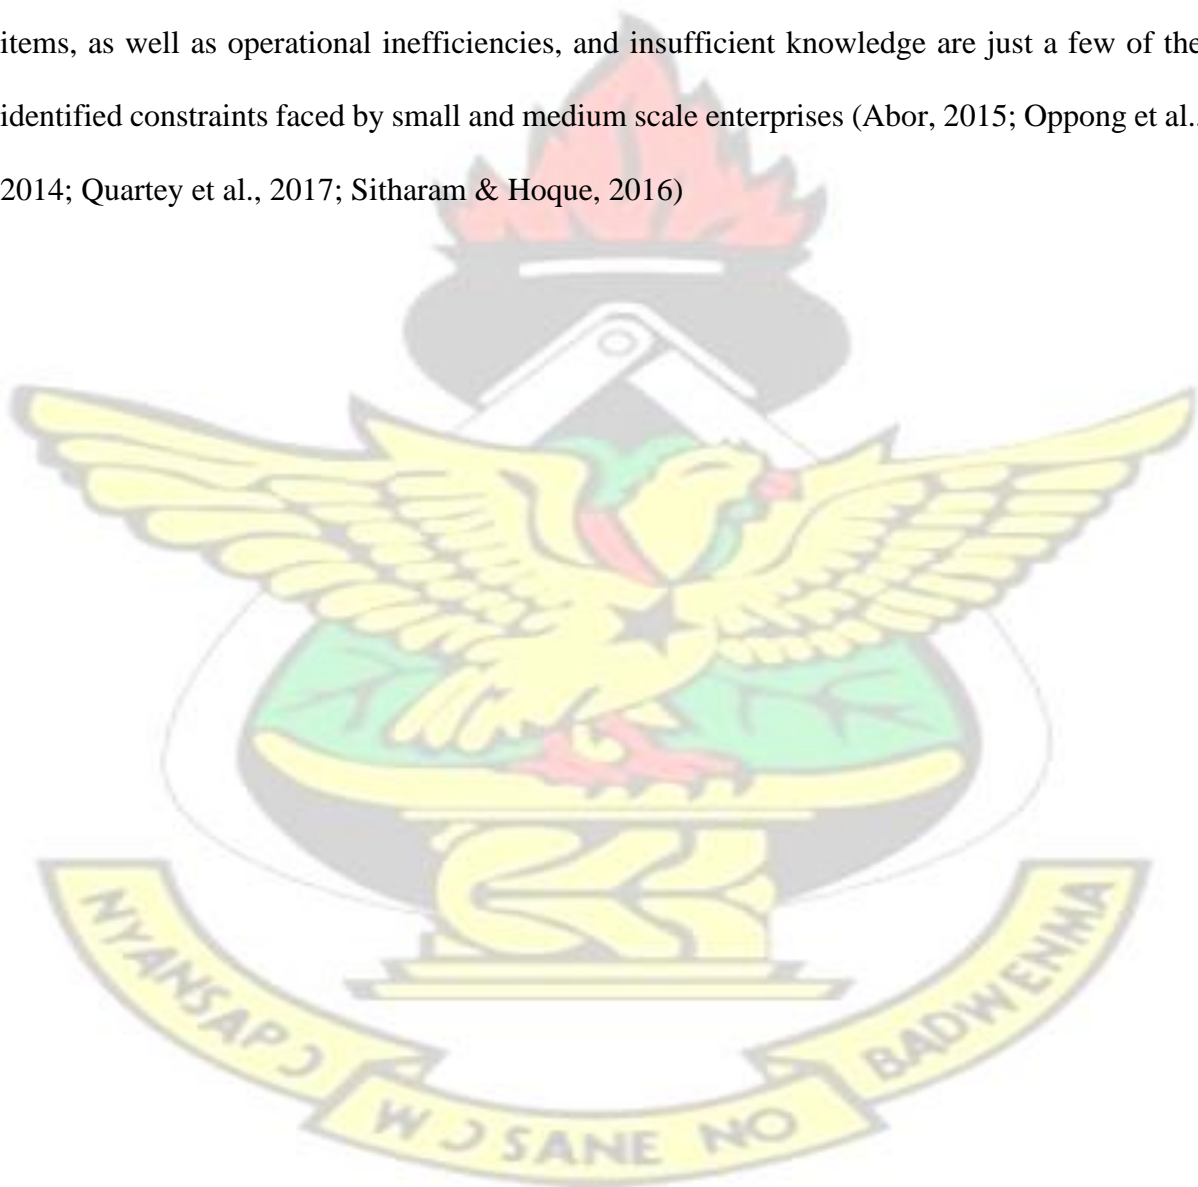 items, as well as operational inefficiencies, and insufficient knowledge are just a few of the
identified constraints faced by small and medium scale enterprises (Abor, 2015; Oppong et al.,
2014; Quartey et al., 2017; Sitharam & Hoque, 2016)
NYANSAPƆ
WƆSANE NO
BADWENMA